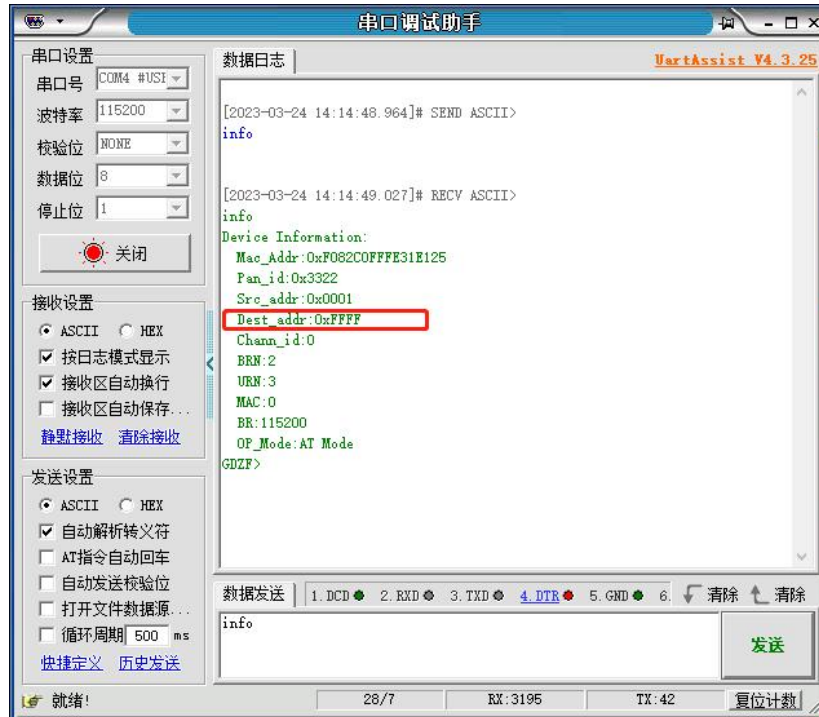 串口调试助手
串口设置
串口号 COM4 #USI
波特率 115200
校验位 NONE
数据位 8
停止位 1
关闭
接收设置
ASCII HEX
按日志模式显示
接收区自动换行
接收区自动保存...
静默接收 清除接收
发送设置
ASCII HEX
自动解析转义符
AT指令自动回车
自动发送校验位
打开文件数据源...
循环周期 500 ms
快捷定义 历史发送
数据日志 UartAssist V4.3.25
[2023-03-24 14:14:48.964]# SEND ASCII>
info
[2023-03-24 14:14:49.027]# RECV ASCII>
info
Device Information:
Mac_Addr:0xF082C0FFFE31E125
Pan_id:0x3322
Src_addr:0x0001
Dest_addr:0xFFFF
Chann_id:0
BRN:2
URN:3
MAC:0
BR:115200
OP_Mode:AT Mode
GDZF>
数据发送 1.DCD 2.RXD 3.TXD 4.DTR 5.GND 6. 清除 清除
info
发送
就绪! 28/7 RX:3195 TX:42 复位计数